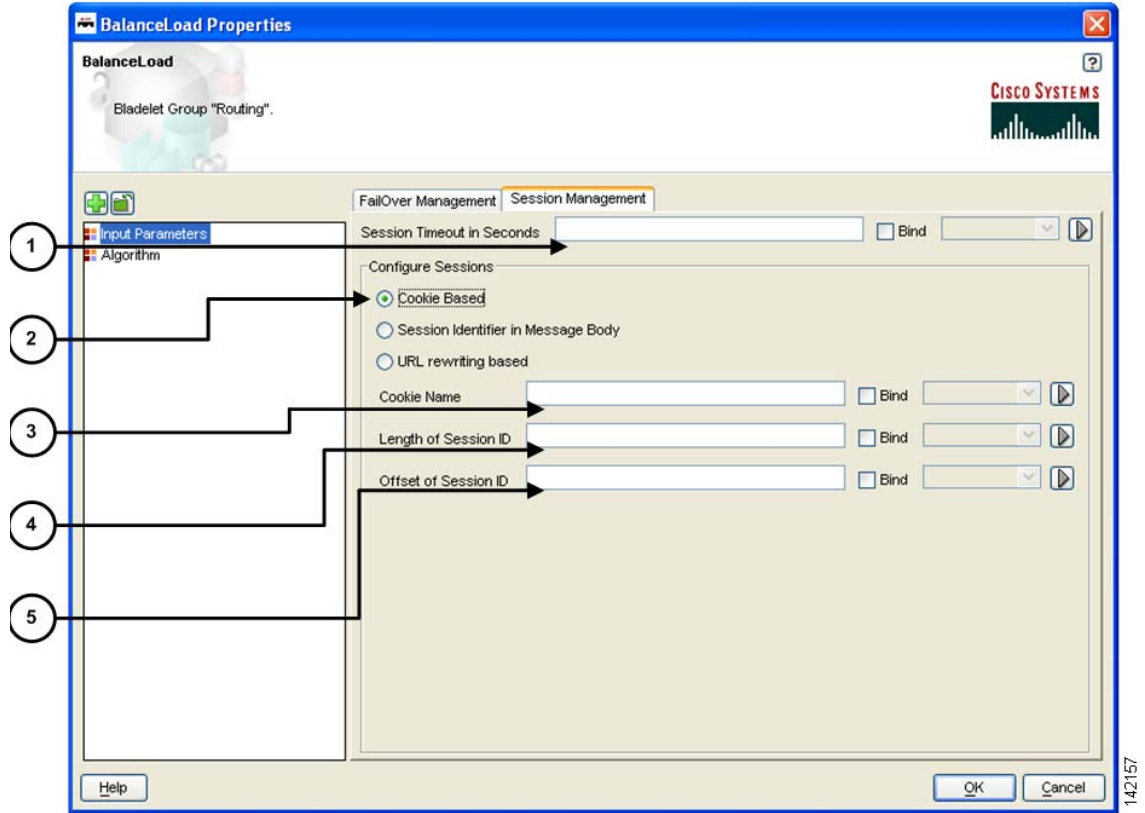 BalanceLoad Properties
BalanceLoad
?
Bladelet Group "Routing".
CISCO SYSTEMS
FailOver Management Session Management
1
Input Parameters
Session Timeout in Seconds Bind
Algorithm
Configure Sessions
2
Cookie Based
Session Identifier in Message Body
URL rewriting based
3
Cookie Name Bind
4
Length of Session ID Bind
5
Offset of Session ID Bind
Help OK Cancel
142157